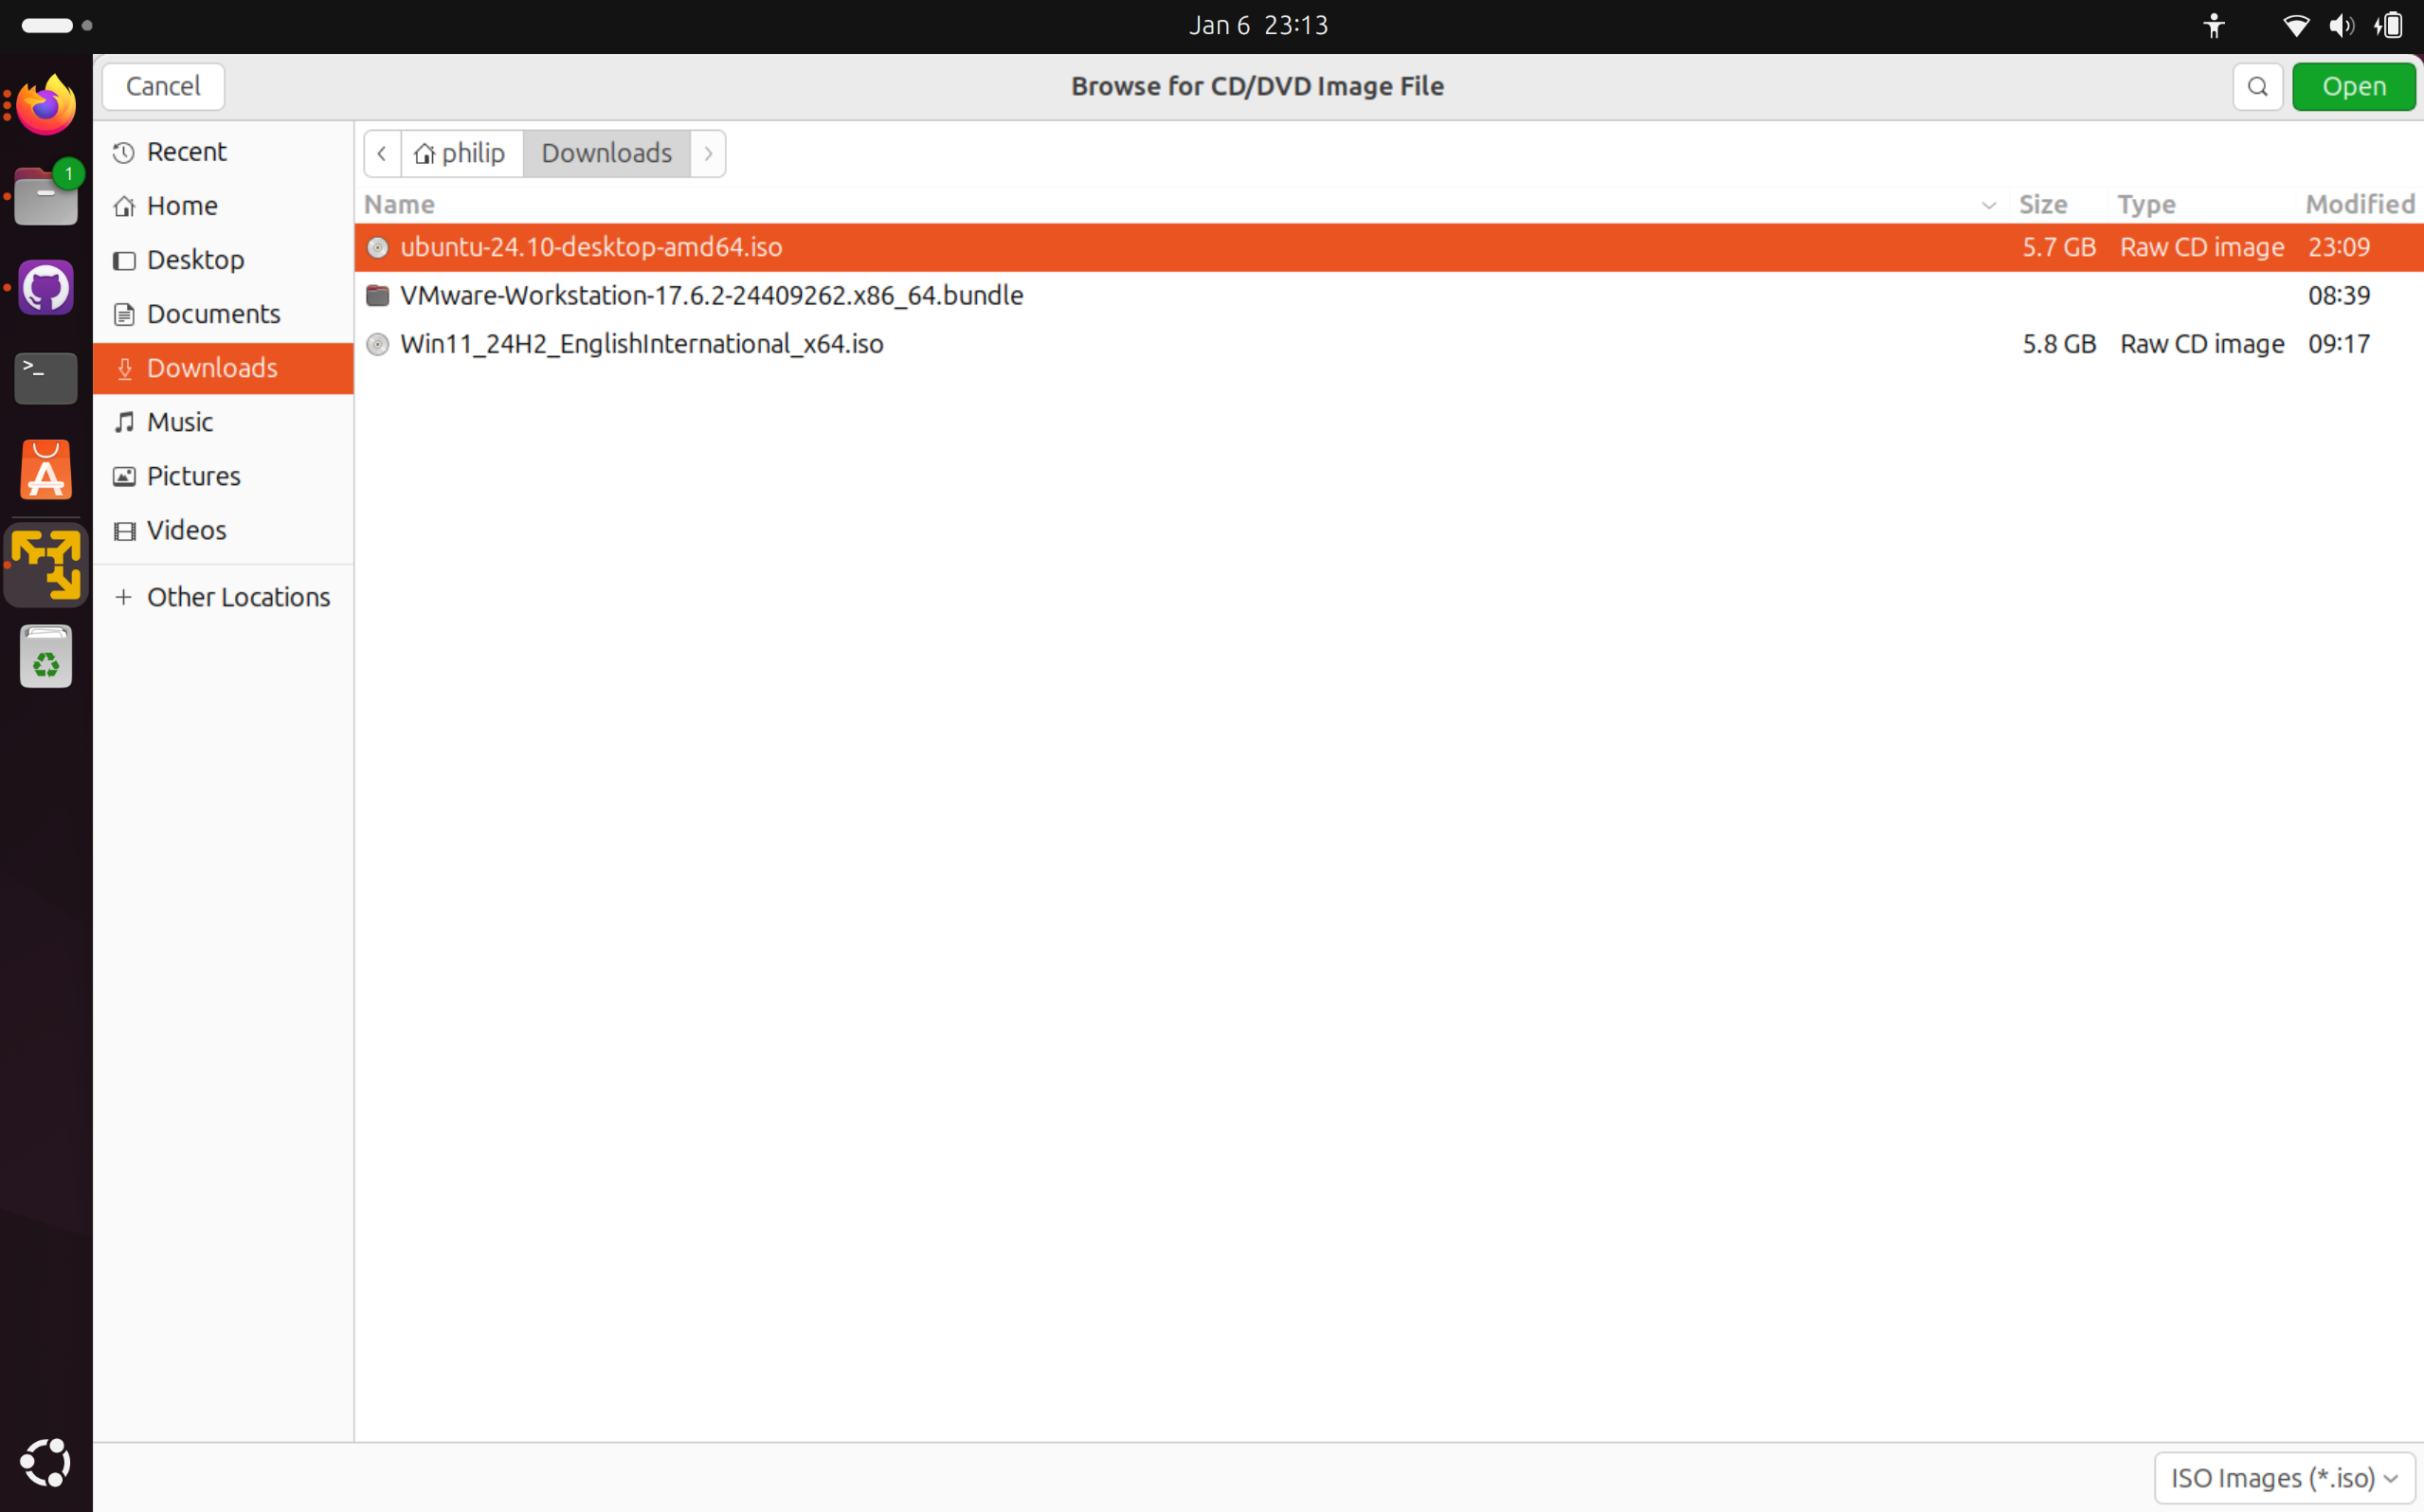 Jan 6 23:13
Cancel
Browse for CD/DVD Image File
Open
1
Recent
Home
Desktop
Documents
Downloads
Music
Pictures
Videos
Other Locations
philip
Downloads
Name Size Type Modified
ubuntu-24.10-desktop-amd64.iso 5.7 GB Raw CD image 23:09
VMware-Workstation-17.6.2-24409262.x86_64.bundle 08:39
Win11_24H2_EnglishInternational_x64.iso 5.8 GB Raw CD image 09:17
ISO Images (*.iso)